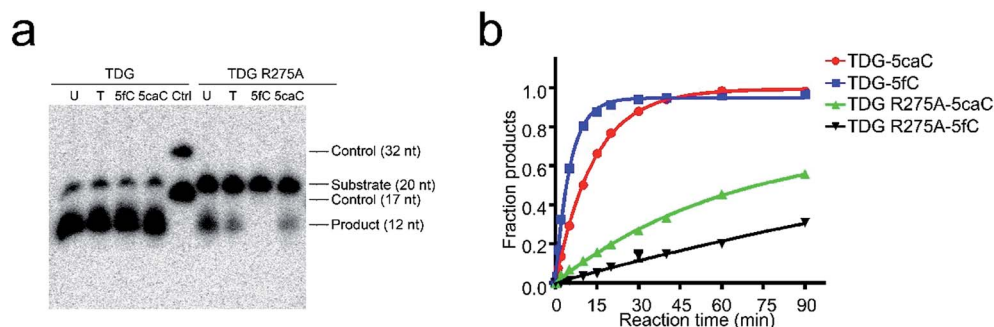 a
TDG TDG R275A
U T 5fC 5caC Ctrl U T 5fC 5caC
Control (32 nt)
Substrate (20 nt)
Control (17 nt)
Product (12 nt)
b
TDG-5caC
TDG-5fC
TDG R275A-5caC
TDG R275A-5fC
Fraction products
1.0
0.8
0.6
0.4
0.2
0.0
0 15 30 45 60 75 90
Reaction time (min)